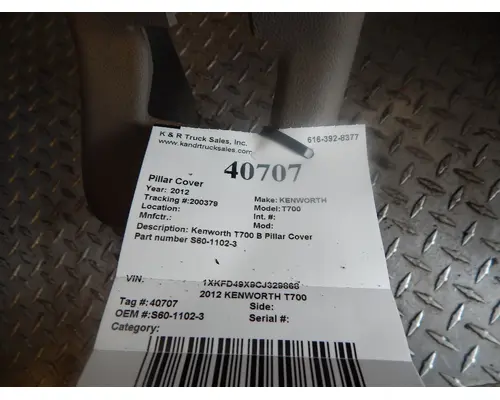 K & R Truck Sales, Inc.
www.kandrtrucksales.com
616-392-8377
40707
Pillar Cover
Year: 2012
Tracking #:200379
Location:
Mnfctr.:
Make: KENWORTH
Model: T700
Int. #:
Mod:
Description: Kenworth T700 B Pillar Cover
Part number S60-1102-3
VIN: 1XKFD49X9CJ329868
2012 KENWORTH T700
Tag #: 40707
Side:
OEM #:S60-1102-3
Serial #:
Category: